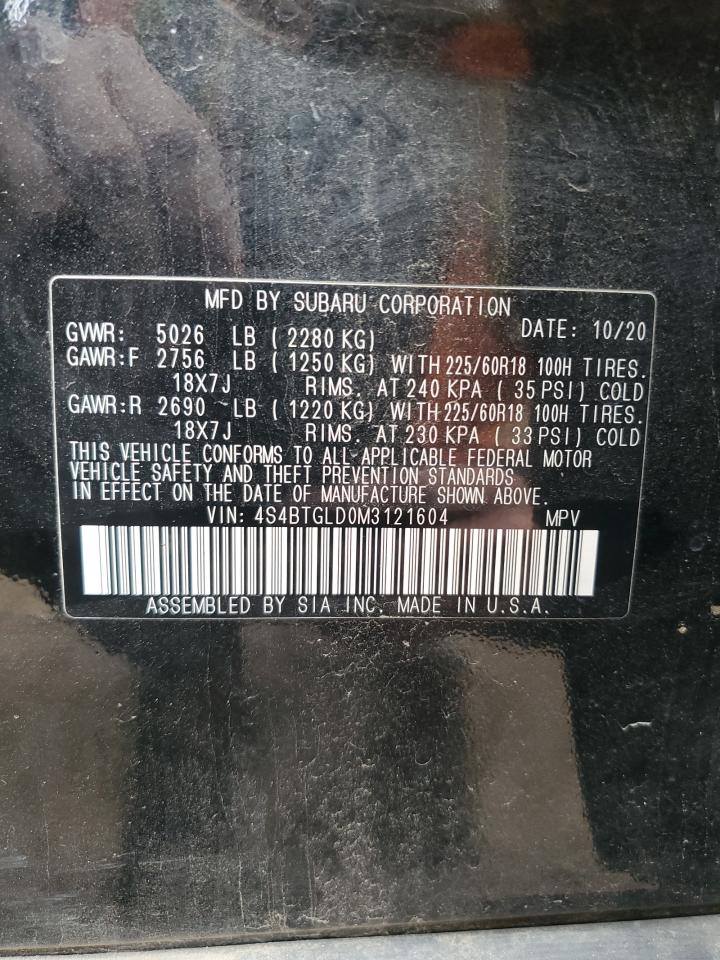 MFD BY SUBARU CORPORATION
DATE: 10/20
GVWR: 5026 LB ( 2280 KG)
GAWR:F 2756 LB ( 1250 KG) WITH 225/60R18 100H TIRES.
18X7J RIMS. AT 240 KPA ( 35 PSI) COLD
GAWR:R 2690 LB ( 1220 KG) WITH 225/60R18 100H TIRES.
18X7J RIMS. AT 230 KPA ( 33 PSI) COLD
THIS VEHICLE CONFORMS TO ALL APPLICABLE FEDERAL MOTOR
VEHICLE SAFETY AND THEFT PREVENTION STANDARDS
IN EFFECT ON THE DATE OF MANUFACTURE SHOWN ABOVE.
VIN: 4S4BTGLD0M3121604 MPV
ASSEMBLED BY SIA INC. MADE IN U.S.A.